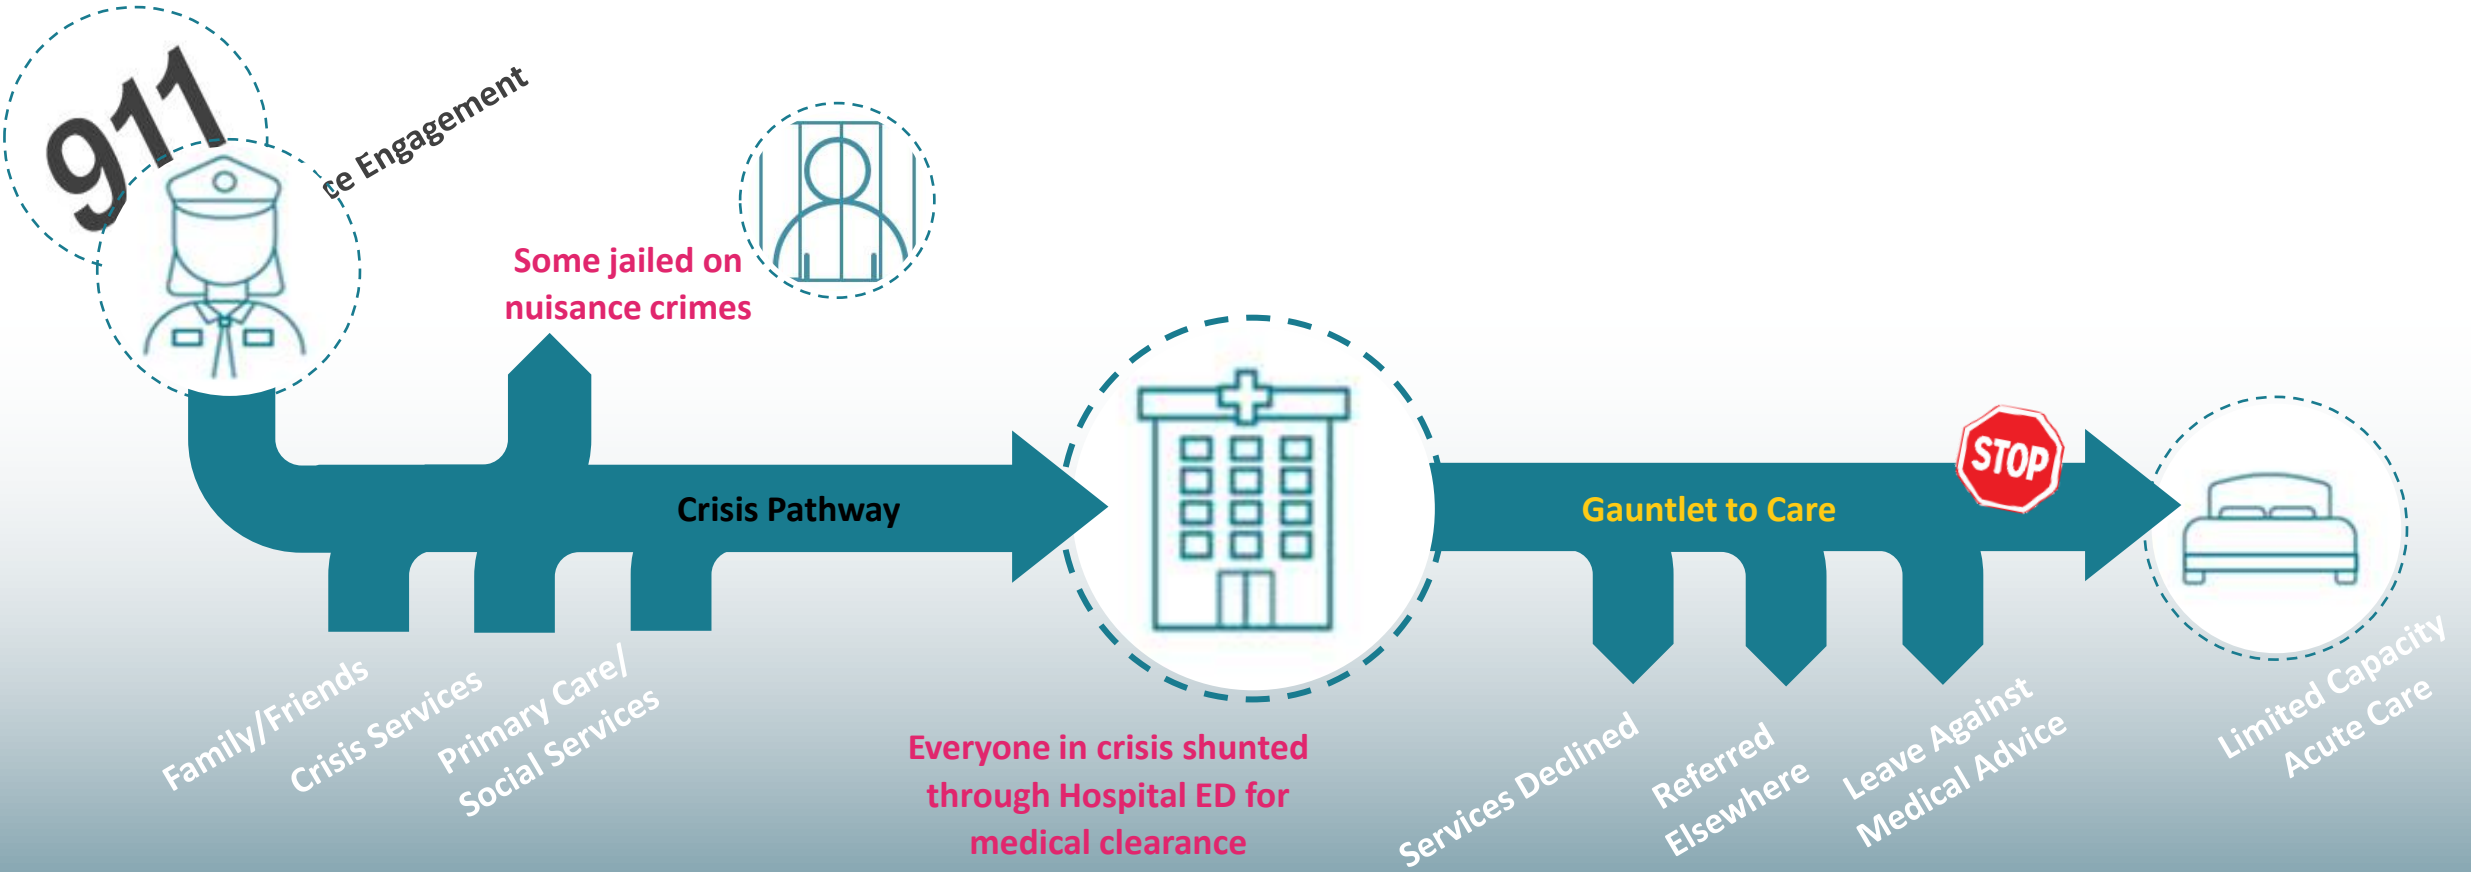 911
ce Engagement
Some jailed on
nuisance crimes
Crisis Pathway
Gauntlet to Care
STOP
Family/Friends
Crisis Services
Primary Care/
Social Services
Everyone in crisis shunted
through Hospital ED for
medical clearance
Services Declined
Referred
Elsewhere
Leave Against
Medical Advice
Limited Capacity
Acute Care